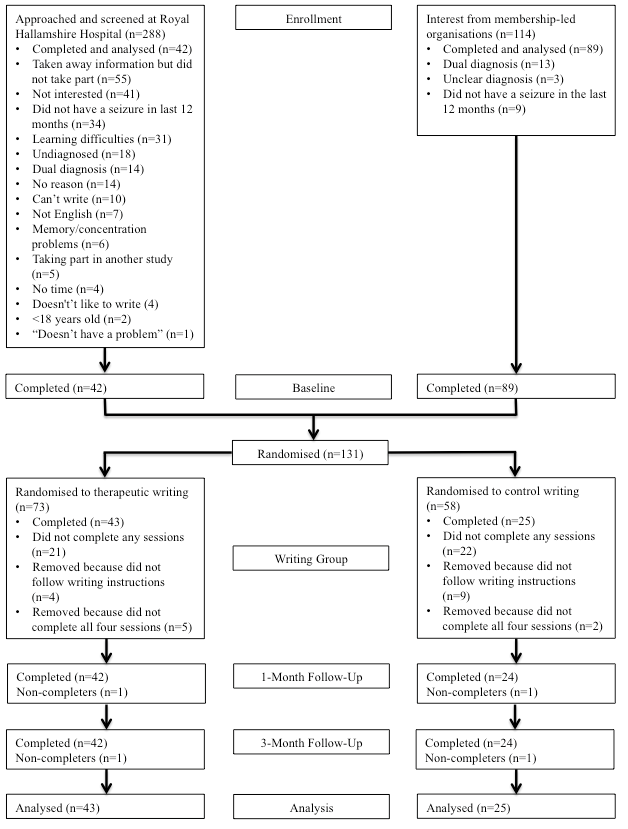 Approached and screened at Royal
Hallamshire Hospital (n=288)
• Completed and analysed (n=42)
• Taken away information but did
not take part (n=55)
• Not interested (n=41)
• Did not have a seizure in last 12
months (n=34)
• Learning difficulties (n=31)
• Undiagnosed (n=18)
• Dual diagnosis (n=14)
• No reason (n=14)
• Can't write (n=10)
• Not English (n=7)
• Memory/concentration
problems (n=6)
• Taking part in another study
(n=5)
• No time (n=4)
• Doesn't't like to write (4)
• <18 years old (n=2)
• “Doesn't have a problem” (n=1)
Enrollment
Interest from membership-led
organisations (n=114)
• Completed and analysed (n=89)
• Dual diagnosis (n=13)
• Unclear diagnosis (n=3)
• Did not have a seizure in the last
12 months (n=9)
Completed (n=42)
Baseline
Completed (n=89)
Randomised (n=131)
Randomised to therapeutic writing
(n=73)
• Completed (n=43)
• Did not complete any sessions
(n=21)
• Removed because did not
follow writing instructions
(n=4)
• Removed because did not
complete all four sessions (n=5)
Writing Group
Randomised to control writing
(n=58)
• Completed (n=25)
• Did not complete any sessions
(n=22)
• Removed because did not
follow writing instructions
(n=9)
• Removed because did not
complete all four sessions (n=2)
Completed (n=42)
Non-completers (n=1)
1-Month Follow-Up
Completed (n=24)
Non-completers (n=1)
Completed (n=42)
Non-completers (n=1)
3-Month Follow-Up
Completed (n=24)
Non-completers (n=1)
Analysed (n=43)
Analysis
Analysed (n=25)